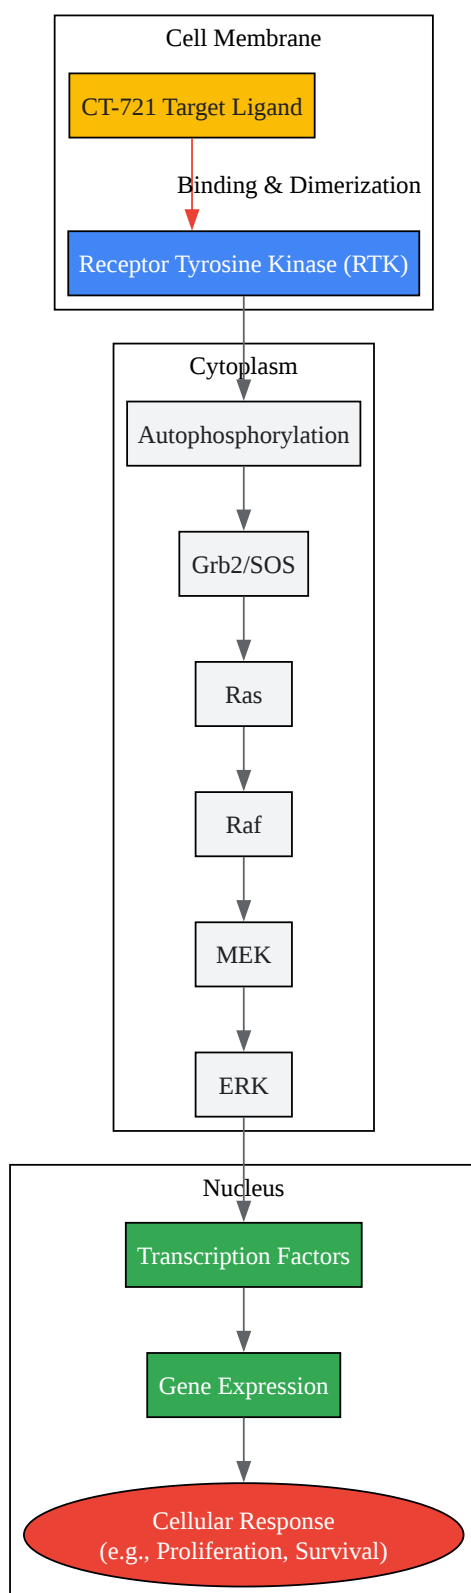 Cell Membrane
CT-721 Target Ligand
Binding & Dimerization
Receptor Tyrosine Kinase (RTK)
Cytoplasm
Autophosphorylation
Grb2/SOS
Ras
Raf
MEK
ERK
Nucleus
Transcription Factors
Gene Expression
Cellular Response
(e.g., Proliferation, Survival)